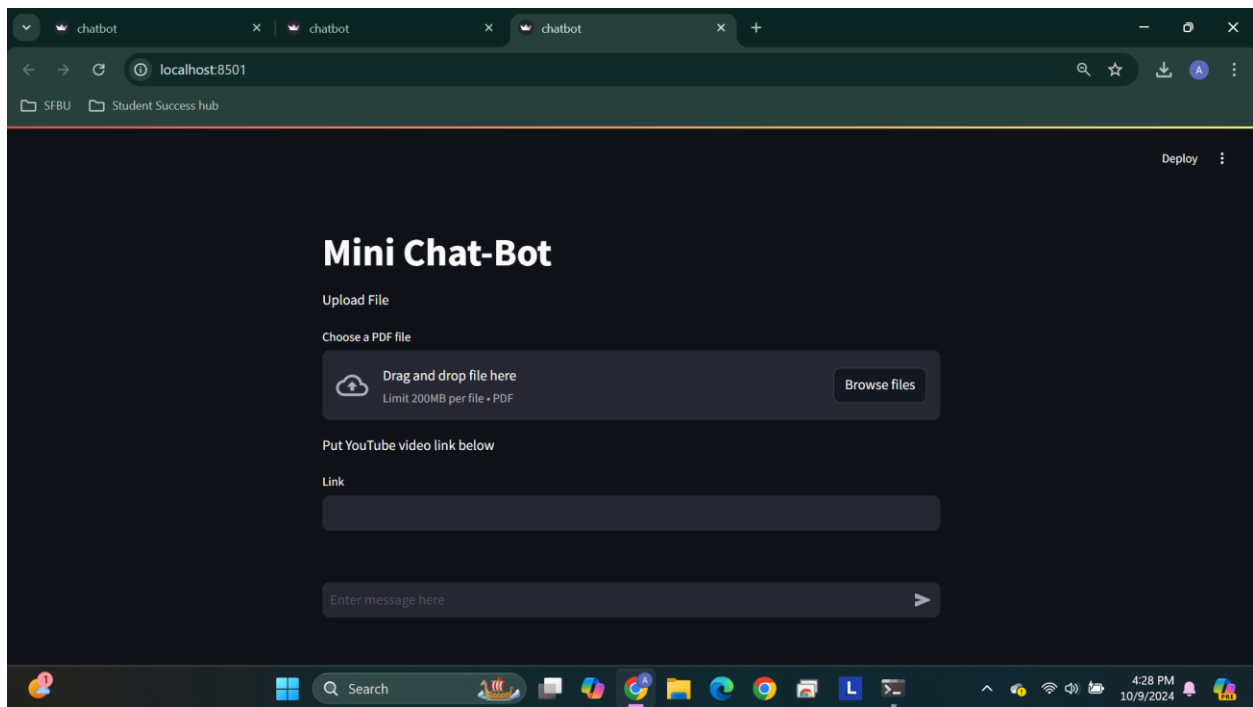 chatbot
chatbot
chatbot
localhost:8501
A
SFBU
Student Success hub
Deploy
Mini Chat-Bot
Upload File
Choose a PDF file
Drag and drop file here
Limit 200MB per file • PDF
Browse files
Put YouTube video link below
Link
Enter message here
1
Search
A
L
4:28 PM
10/9/2024
PRE